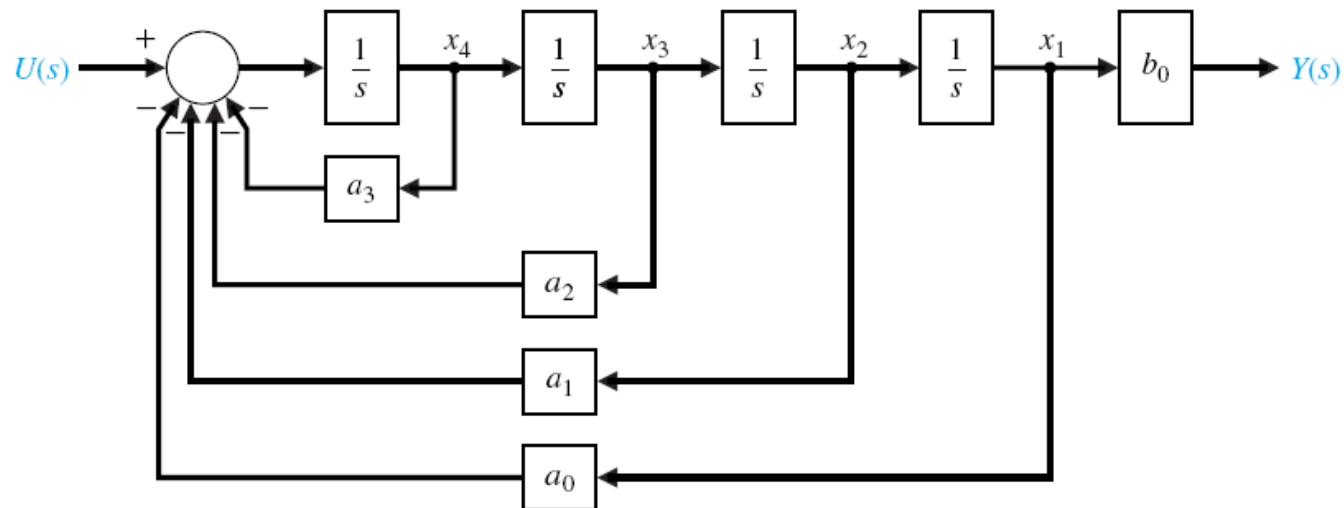 + 1/s x₄ 1/s x₃ 1/s x₂ 1/s x₁ b₀
U(s) Y(s)
− − − −
a₃
a₂
a₁
a₀